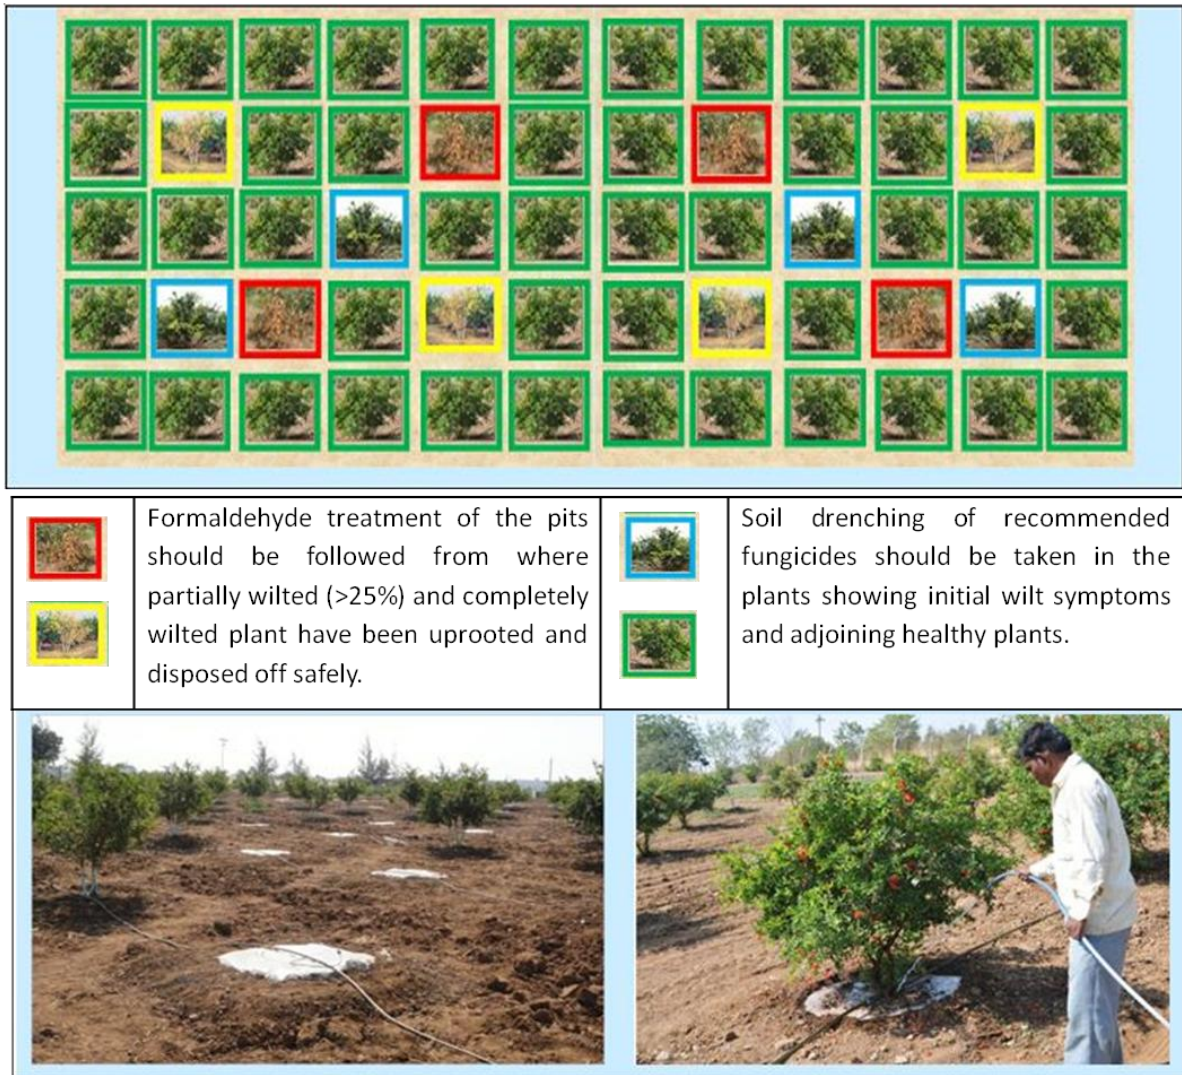 Formaldehyde treatment of the pits
should be followed from where
partially wilted (>25%) and completely
wilted plant have been uprooted and
disposed off safely.
Soil drenching of recommended
fungicides should be taken in the
plants showing initial wilt symptoms
and adjoining healthy plants.